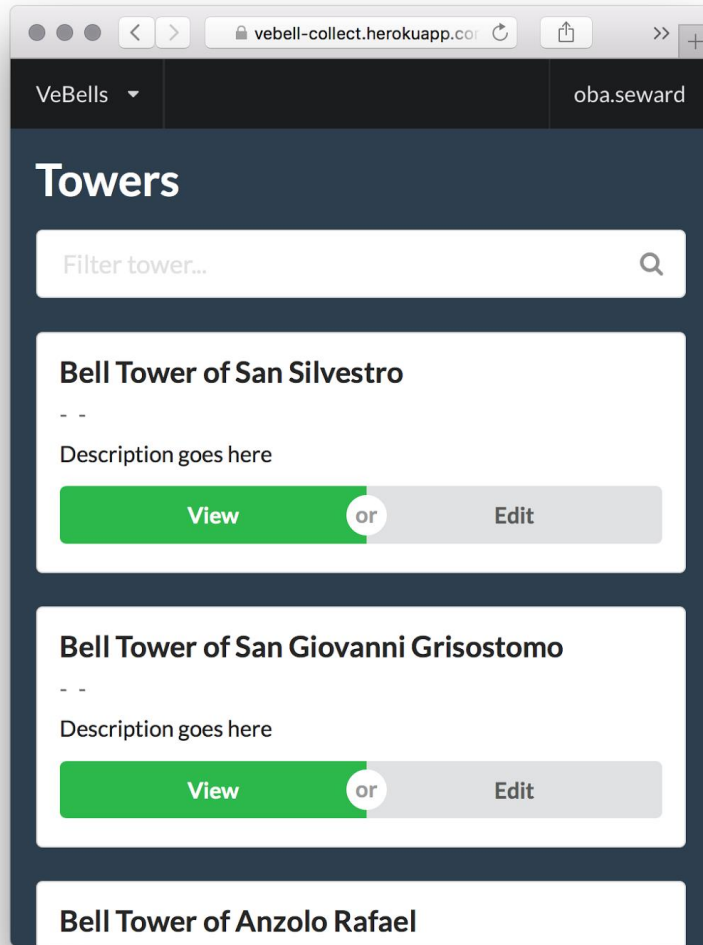 vebell-collect.herokuapp.co
VeBells
oba.seward
Towers
Filter tower...
Bell Tower of San Silvestro
- -
Description goes here
View or Edit
Bell Tower of San Giovanni Grisostomo
- -
Description goes here
View or Edit
Bell Tower of Anzolo Rafael